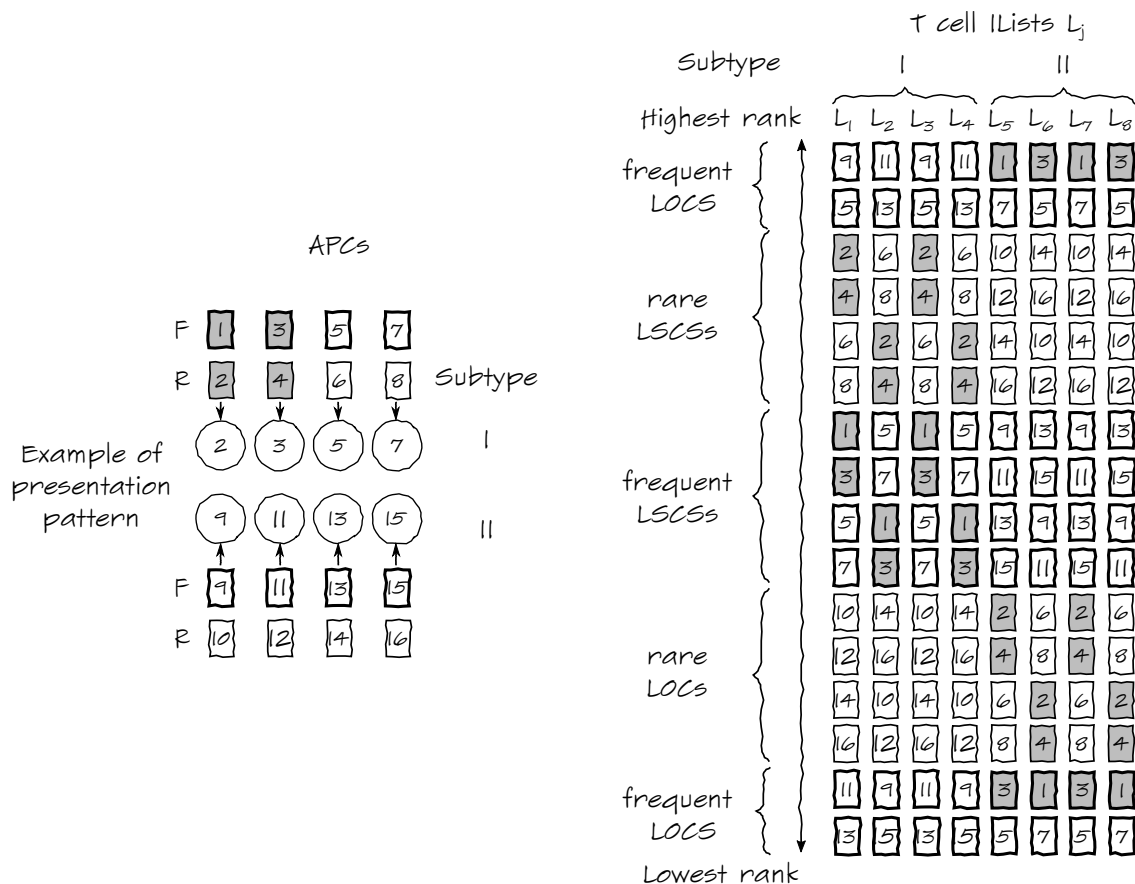 APCs
F 1 3 5 7
R 2 4 6 8 Subtype
2 3 5 7 I
Example of
presentation
pattern
9 11 13 15 II
F 9 11 13 15
R 10 12 14 16
T cell ILists Lj
Subtype I II
Highest rank L1 L2 L3 L4 L5 L6 L7 L8
frequent
LOCS
9 11 9 11 1 3 1 3
5 13 5 13 7 5 7 5
rare
LSCSs
2 6 2 6 10 14 10 14
4 8 4 8 12 16 12 16
6 2 6 2 14 10 14 10
8 4 8 4 16 12 16 12
frequent
LSCSs
1 5 1 5 9 13 9 13
3 7 3 7 11 15 11 15
5 1 5 1 13 9 13 9
7 3 7 3 15 11 15 11
rare
LOCs
10 14 10 14 2 6 2 6
12 16 12 16 4 8 4 8
14 10 14 10 6 2 6 2
16 12 16 12 8 4 8 4
frequent
LOCS
11 9 11 9 3 1 3 1
13 5 13 5 5 7 5 7
Lowest rank